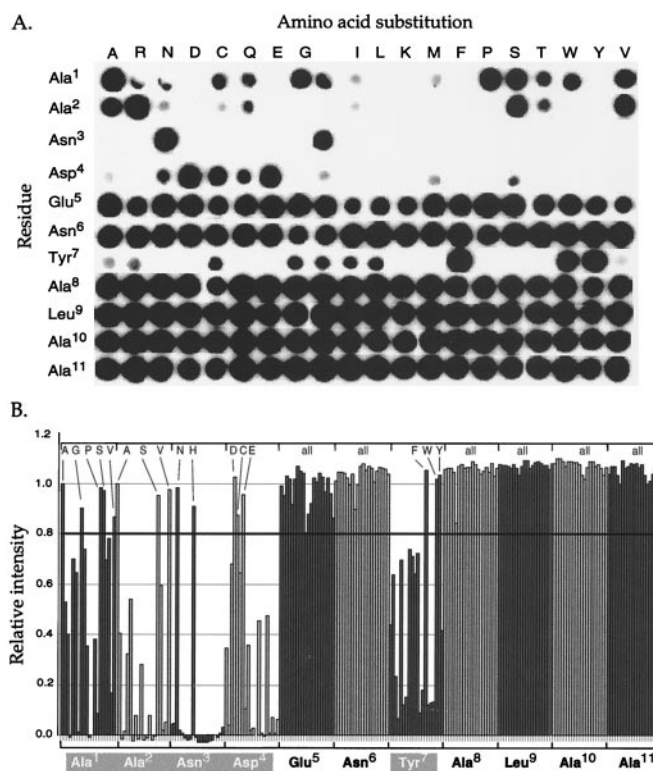 A.
Amino acid substitution
A R N D C Q E G I L K M F P S T W Y V
Residue
Ala1
Ala2
Asn3
Asp4
Glu5
Asn6
Tyr7
Ala8
Leu9
Ala10
Ala11
B.
A G P S V A S V N H D C E all all F W Y all all all all
Relative intensity
1.2
1.0
0.8
0.6
0.4
0.2
0.0
Ala1 Ala2 Asn3 Asp4 Glu5 Asn6 Tyr7 Ala8 Leu9 Ala10 Ala11